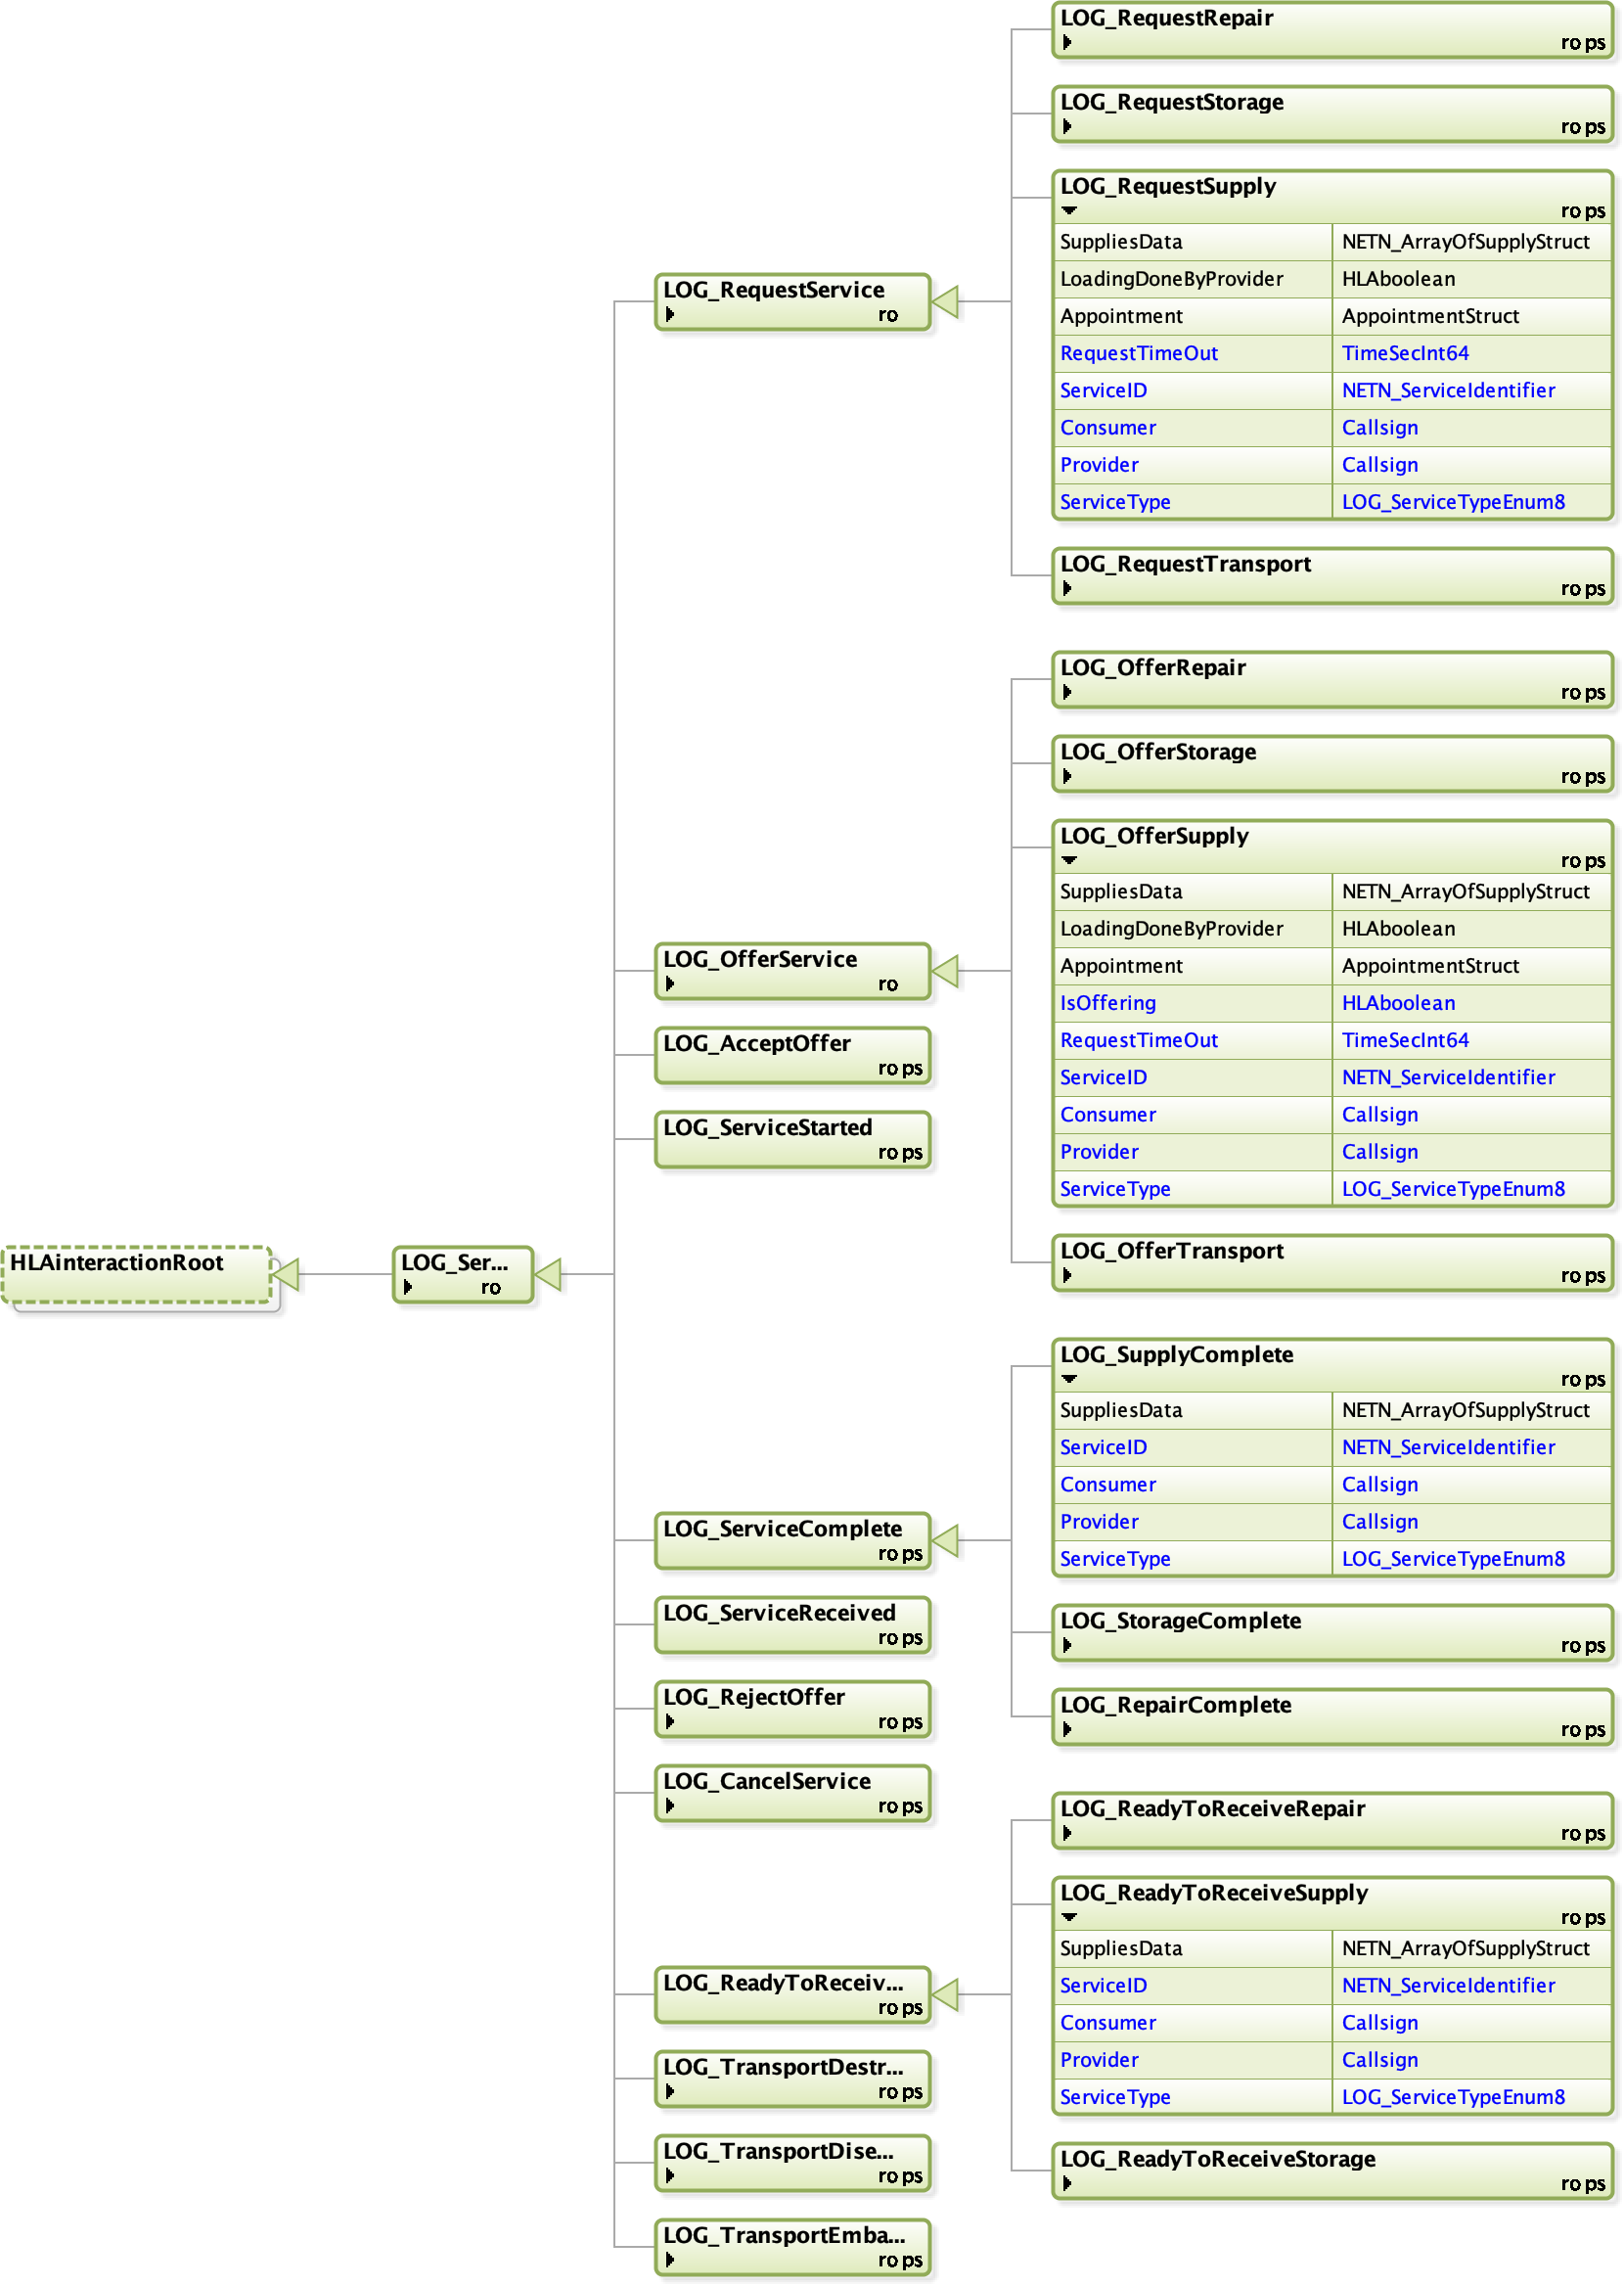 LOG_RequestRepair
ro ps
LOG_RequestStorage
ro ps
LOG_RequestSupply
ro ps
SuppliesData NETN_ArrayOfSupplyStruct
LoadingDoneByProvider HLAboolean
Appointment AppointmentStruct
RequestTimeOut TimeSecInt64
ServiceID NETN_ServiceIdentifier
Consumer Callsign
Provider Callsign
ServiceType LOG_ServiceTypeEnum8
LOG_RequestTransport
ro ps
LOG_RequestService
ro
LOG_OfferRepair
ro ps
LOG_OfferStorage
ro ps
LOG_OfferSupply
ro ps
SuppliesData NETN_ArrayOfSupplyStruct
LoadingDoneByProvider HLAboolean
Appointment AppointmentStruct
IsOffering HLAboolean
RequestTimeOut TimeSecInt64
ServiceID NETN_ServiceIdentifier
Consumer Callsign
Provider Callsign
ServiceType LOG_ServiceTypeEnum8
LOG_OfferTransport
ro ps
LOG_OfferService
ro
LOG_AcceptOffer
ro ps
LOG_ServiceStarted
ro ps
HLAinteractionRoot
LOG_Ser...
ro
LOG_SupplyComplete
ro ps
SuppliesData NETN_ArrayOfSupplyStruct
ServiceID NETN_ServiceIdentifier
Consumer Callsign
Provider Callsign
ServiceType LOG_ServiceTypeEnum8
LOG_StorageComplete
ro ps
LOG_RepairComplete
ro ps
LOG_ServiceComplete
ro ps
LOG_ServiceReceived
ro ps
LOG_RejectOffer
ro ps
LOG_CancelService
ro ps
LOG_ReadyToReceiveRepair
ro ps
LOG_ReadyToReceiveSupply
ro ps
SuppliesData NETN_ArrayOfSupplyStruct
ServiceID NETN_ServiceIdentifier
Consumer Callsign
Provider Callsign
ServiceType LOG_ServiceTypeEnum8
LOG_ReadyToReceiveStorage
ro ps
LOG_ReadyToReceiv...
ro ps
LOG_TransportDestr...
ro ps
LOG_TransportDise...
ro ps
LOG_TransportEmba...
ro ps